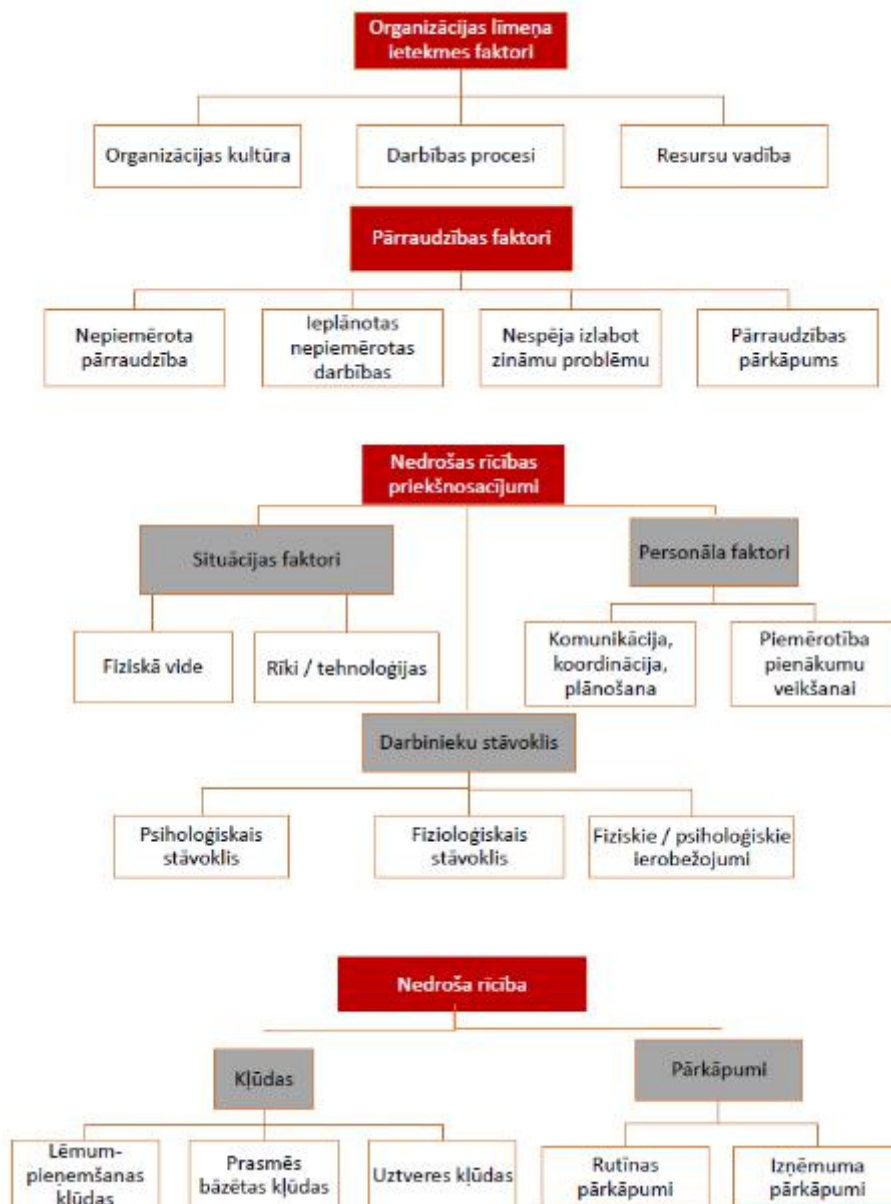 Organizācijas līmeņa
ietekmes faktori
Organizācijas kultūra
Darbības procesi
Resursu vadība
Pārraudzības faktori
Nepiemērota
pārraudzība
Ieplānotas
nepiemērotas
darbības
Nespēja izlabot
zināmu problēmu
Pārraudzības
pārkāpums
Nedrošas rīcības
priekšnosacījumi
Situācijas faktori
Personāla faktori
Fiziskā vide
Rīki / tehnoloģijas
Komunikācija,
koordinācija,
plānošana
Piemērotība
pienākumu
veikšanai
Darbinieku stāvoklis
Psiholoģiskais
stāvoklis
Fizioloģiskais
stāvoklis
Fiziskie / psiholoģiskie
ierobežojumi
Nedroša rīcība
Kļūdas
Pārkāpumi
Lēmum-
pieņemšanas
kļūdas
Prasmēs
bāzētas kļūdas
Uztveres kļūdas
Rutīnas
pārkāpumi
Izņēmuma
pārkāpumi